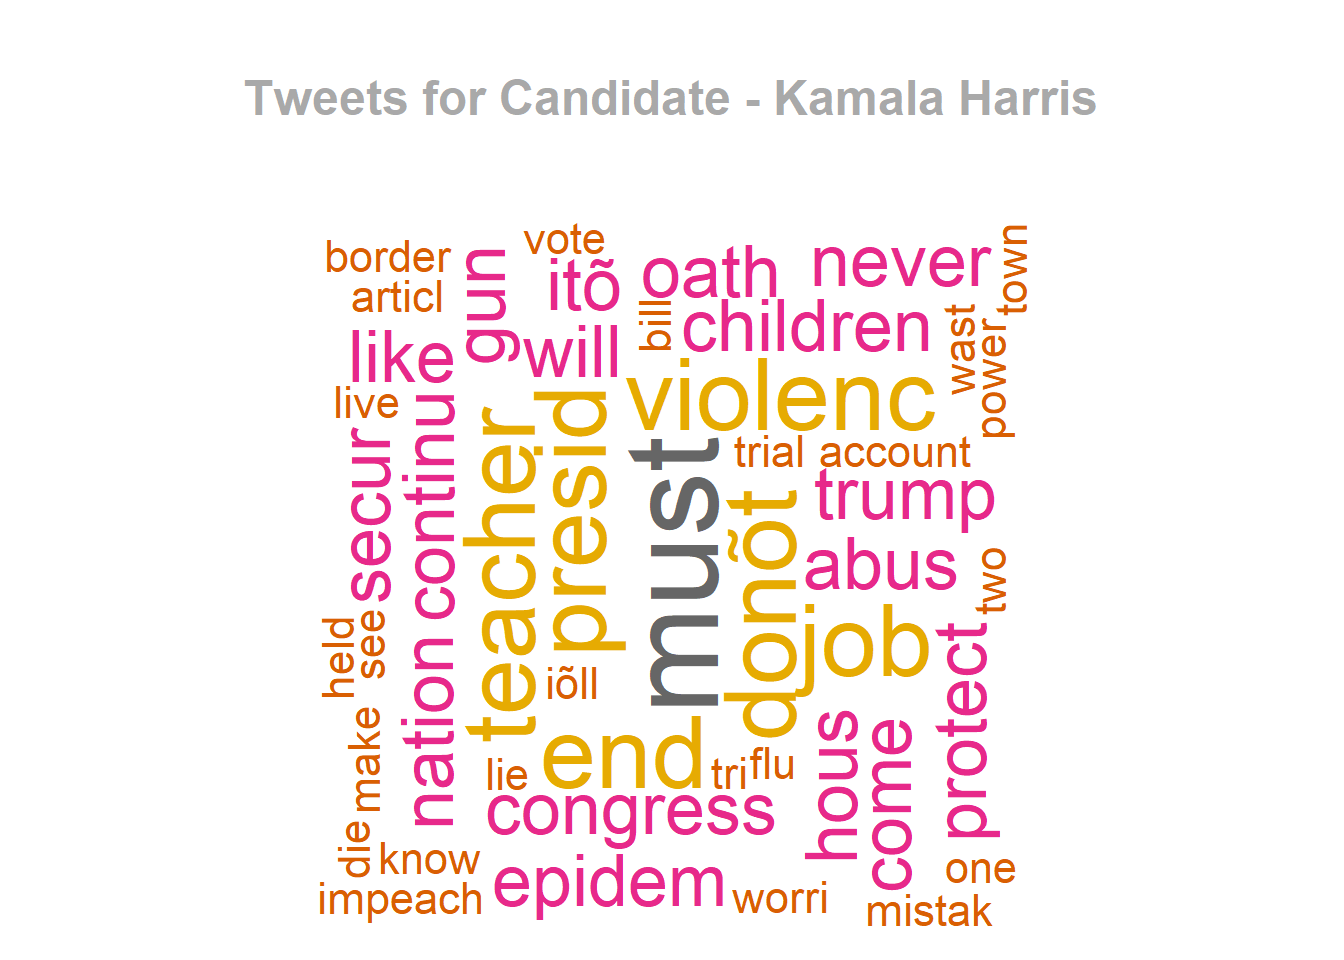 Tweets for Candidate - Kamala Harris
vote
border
gun
itõ
oath
never
town
articl
bill
children
wast
power
like
will
live
continue
violenc
secur
teacher
presid
must
trial
account
donõt
trump
abus
two
job
held
see
nation
iõll
protect
make
lie
end
tri
flu
hous
come
congress
die
know
epidem
one
impeach
worri
mistak